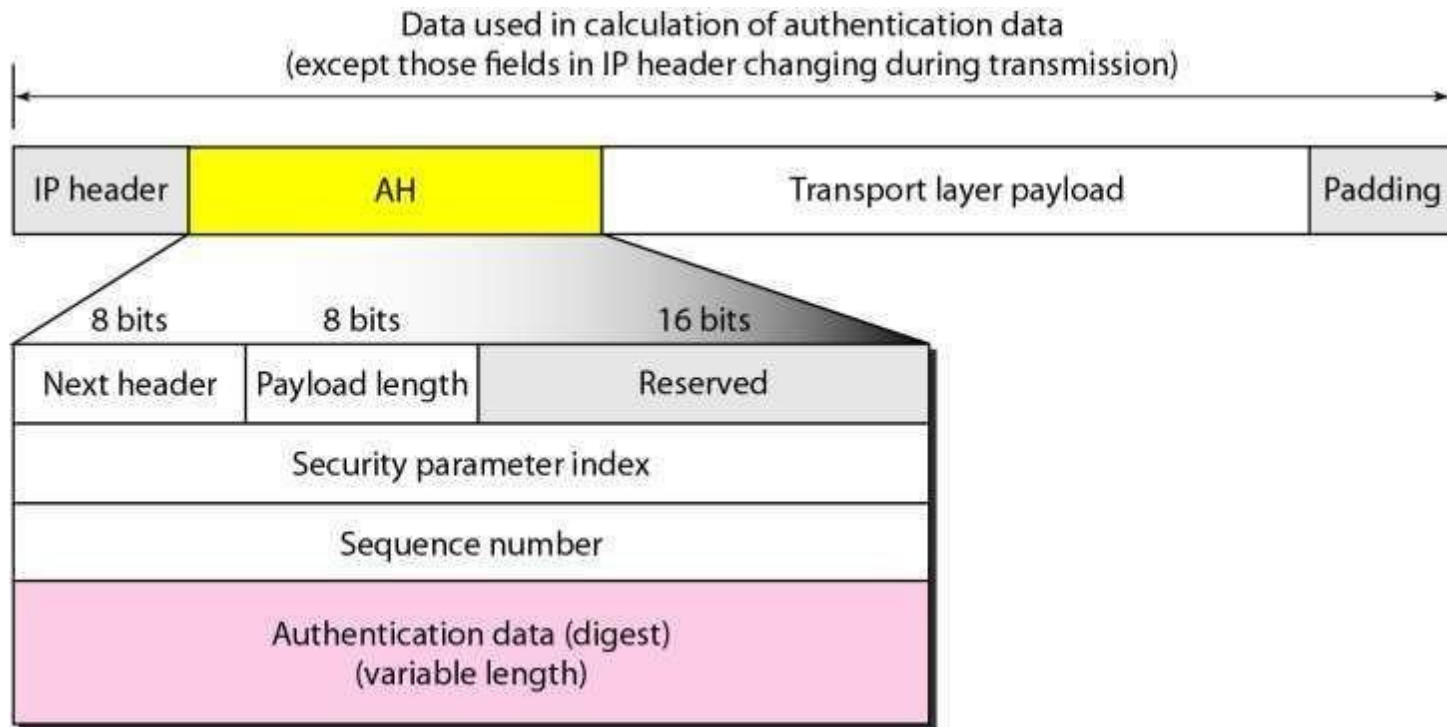 Data used in calculation of authentication data
(except those fields in IP header changing during transmission)
IP header
AH
Transport layer payload
Padding
8 bits
8 bits
16 bits
Next header
Payload length
Reserved
Security parameter index
Sequence number
Authentication data (digest)
(variable length)